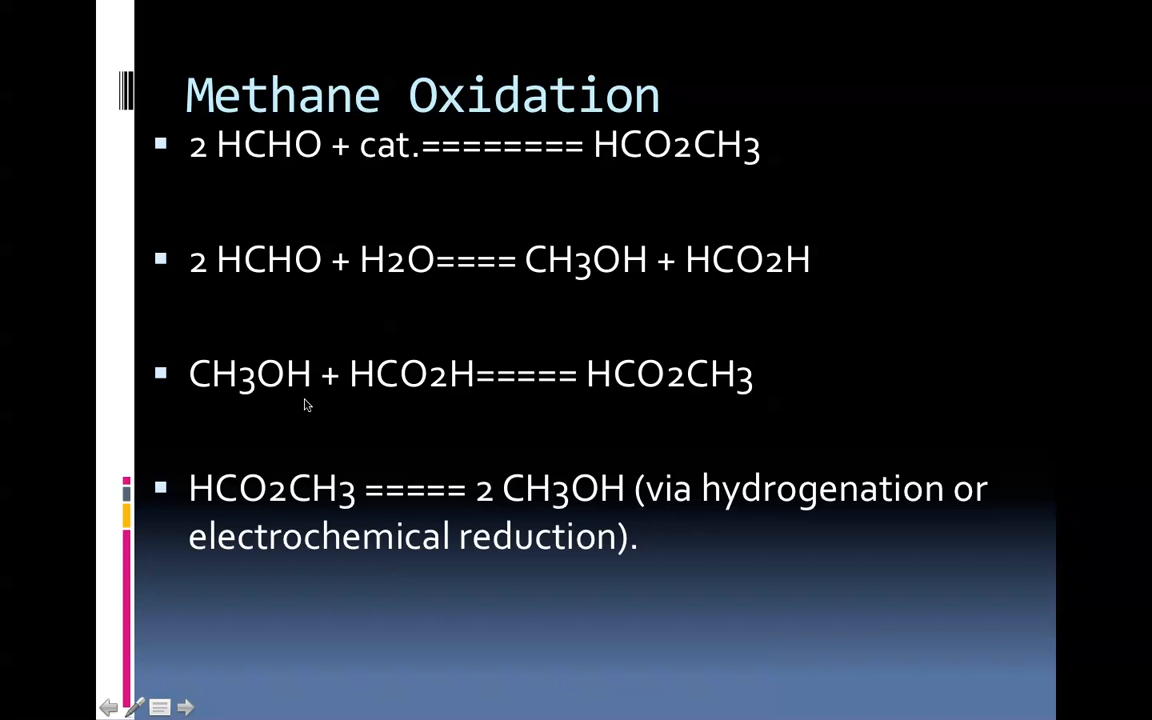 Methane Oxidation
▪ 2 HCHO + cat.======== HCO2CH3
▪ 2 HCHO + H2O==== CH3OH + HCO2H
▪ CH3OH + HCO2H===== HCO2CH3
▪ HCO2CH3 ===== 2 CH3OH (via hydrogenation or
electrochemical reduction).